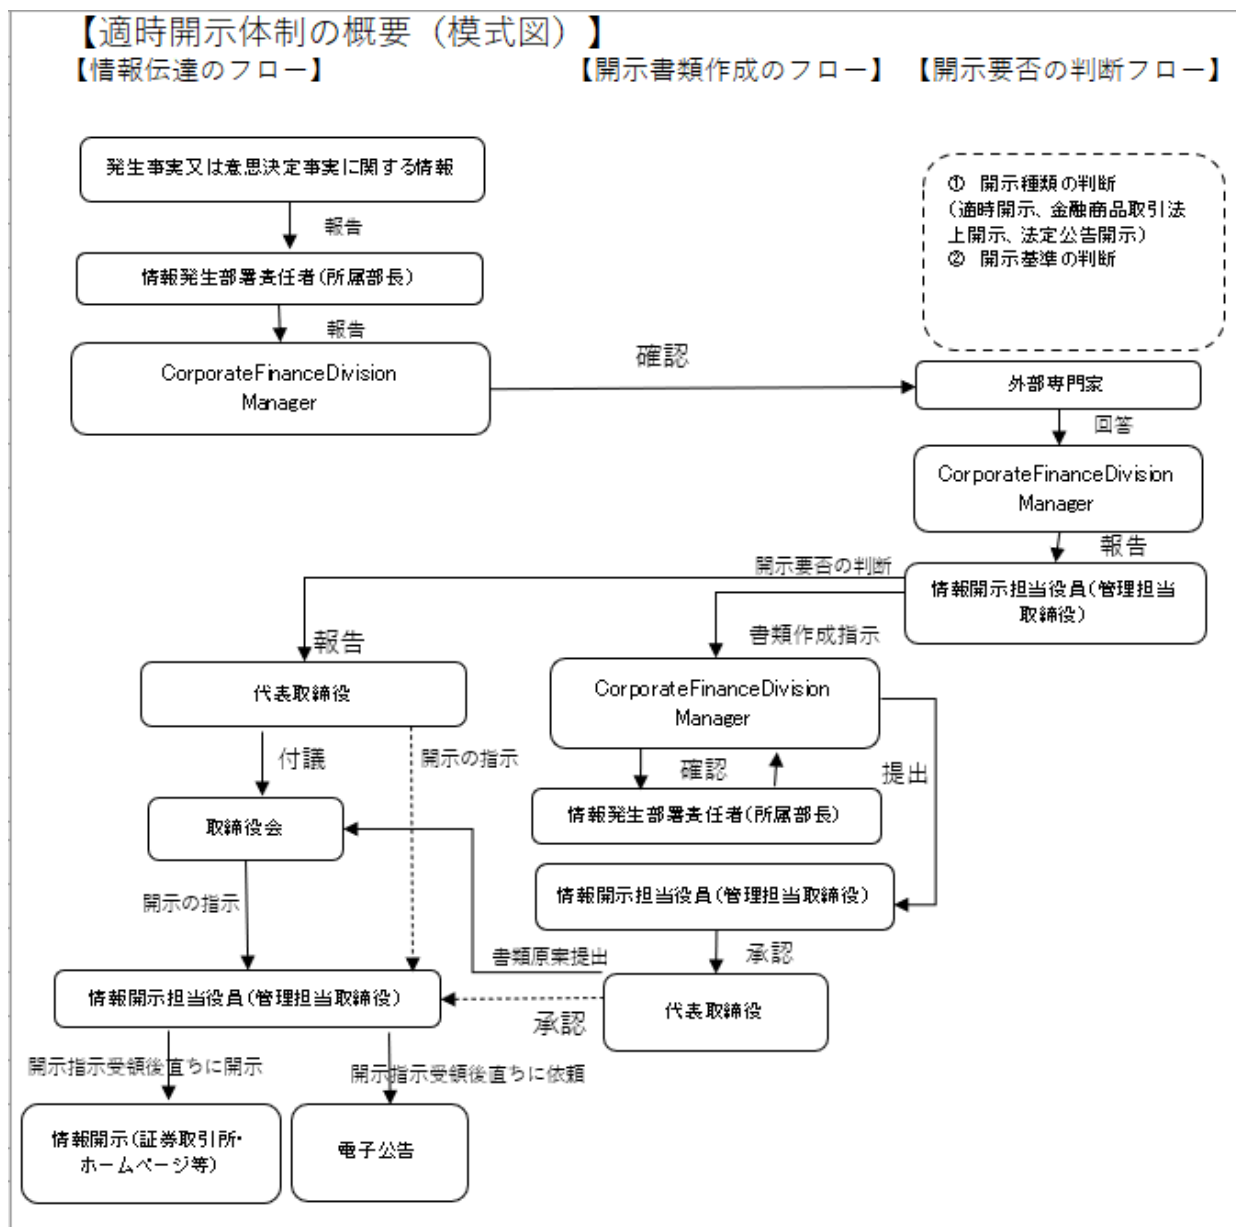 【適時開示体制の概要（模式図）】
【情報伝達のフロー】
【開示書類作成のフロー】
【開示要否の判断フロー】
発生事実又は意思決定事実に関する情報
報告
情報発生部署責任者(所属部長)
報告
CorporateFinanceDivision
Manager
確認
① 開示種類の判断
(適時開示、金融商品取引法
上開示、法定公告開示)
② 開示基準の判断
外部専門家
回答
CorporateFinanceDivision
Manager
報告
情報開示担当役員(管理担当
取締役)
開示要否の判断
書類作成指示
報告
代表取締役
付議
開示の指示
取締役会
開示の指示
CorporateFinanceDivision
Manager
確認
提出
情報発生部署責任者(所属部長)
情報開示担当役員(管理担当取締役)
承認
書類原案提出
代表取締役
承認
情報開示担当役員(管理担当取締役)
開示指示受領後直ちに開示
開示指示受領後直ちに依頼
情報開示(証券取引所・
ホームページ等)
電子公告